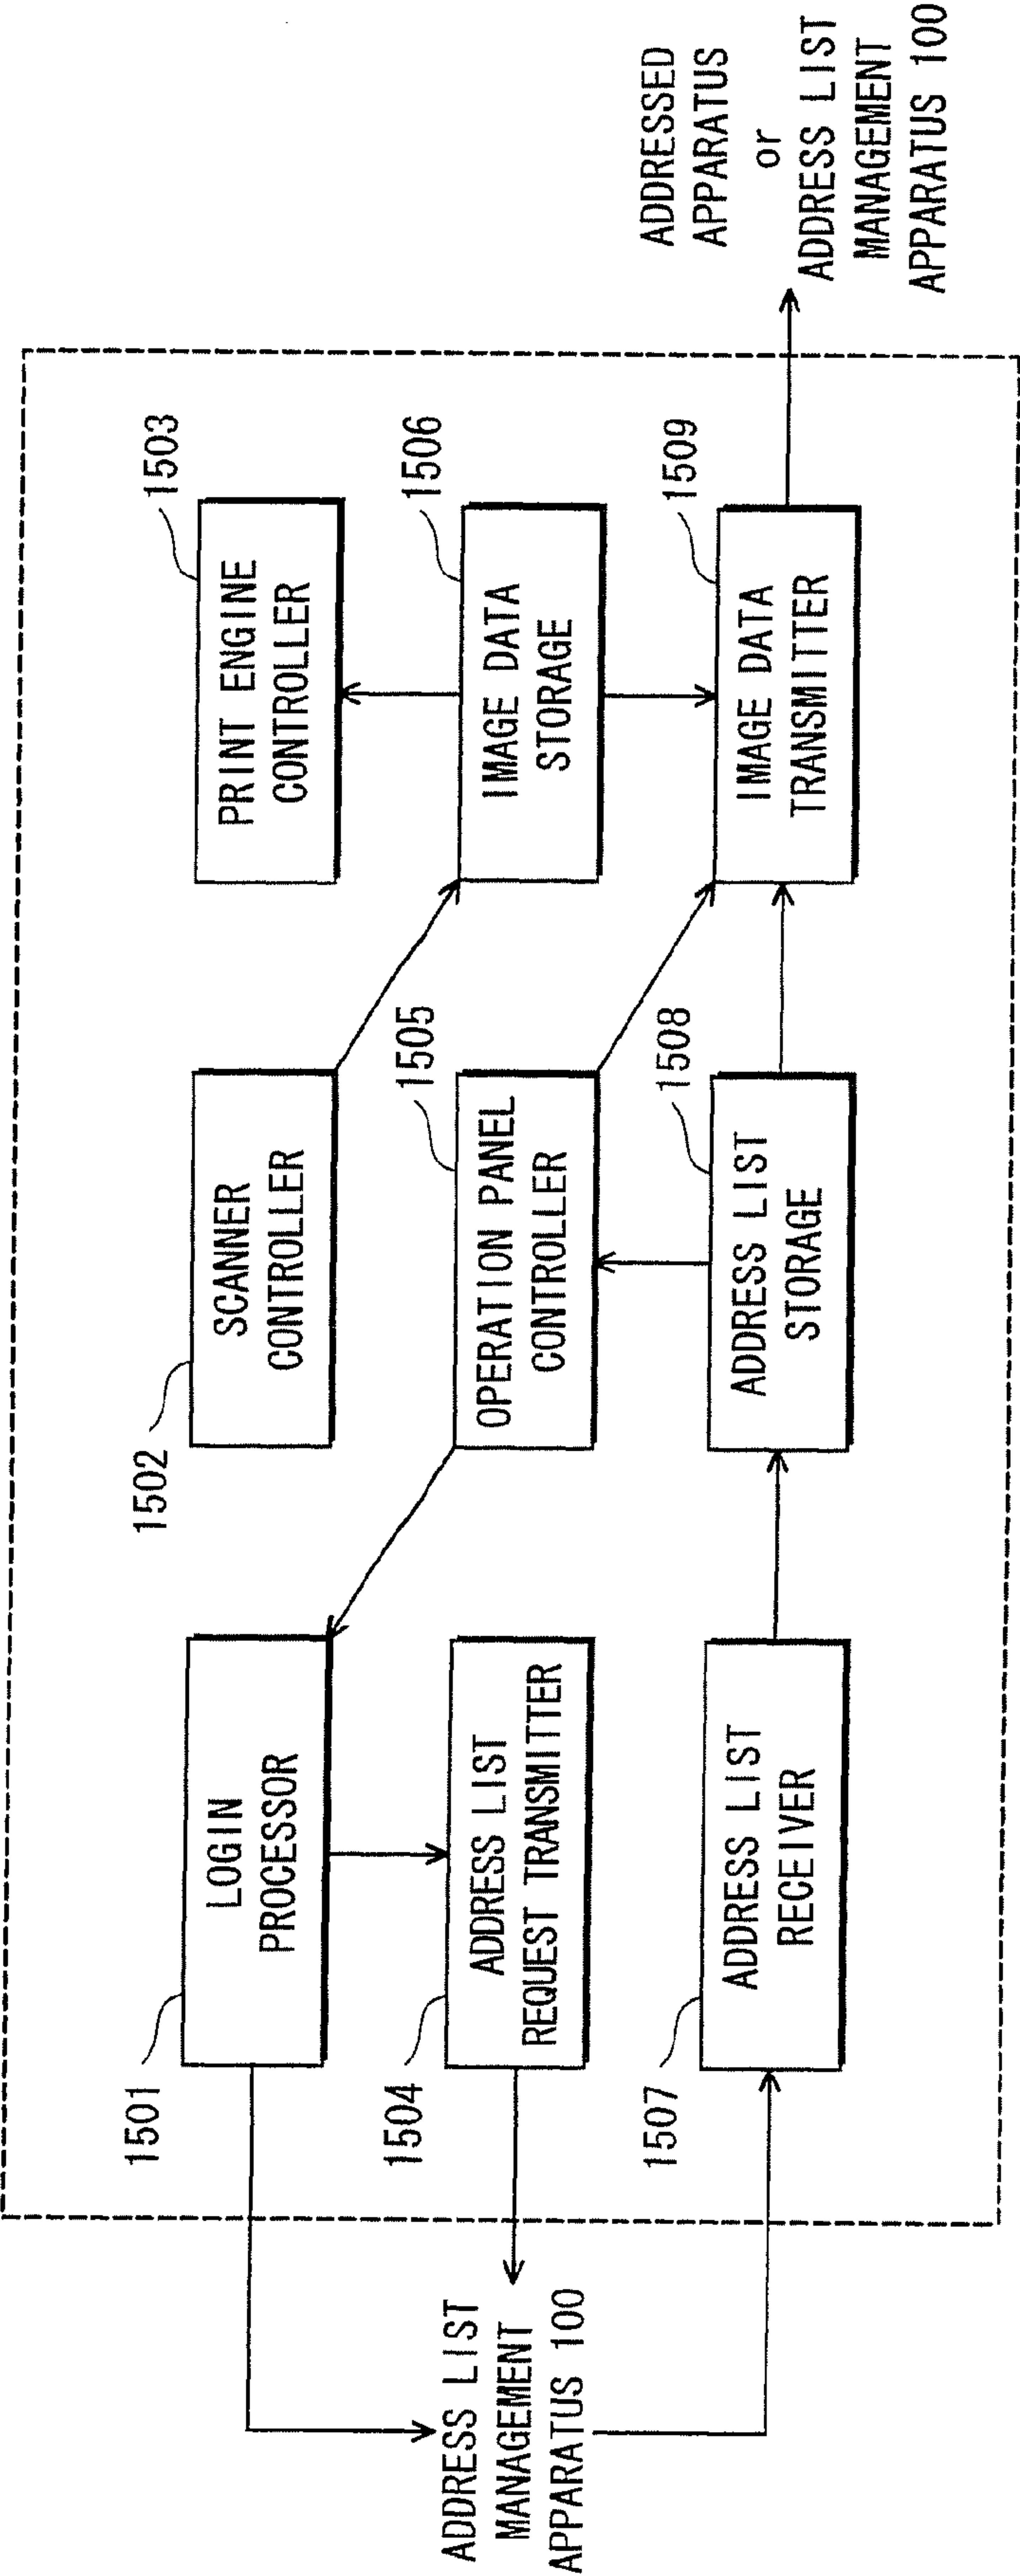 1501
LOGIN
PROCESSOR
1502
SCANNER
CONTROLLER
1503
PRINT ENGINE
CONTROLLER
ADDRESS LIST
MANAGEMENT
APPARATUS 100
1504
ADDRESS LIST
REQUEST TRANSMITTER
1505
OPERATION PANEL
CONTROLLER
1506
IMAGE DATA
STORAGE
1507
ADDRESS LIST
RECEIVER
1508
ADDRESS LIST
STORAGE
1509
IMAGE DATA
TRANSMITTER
ADDRESSED
APPARATUS
or
ADDRESS LIST
MANAGEMENT
APPARATUS 100